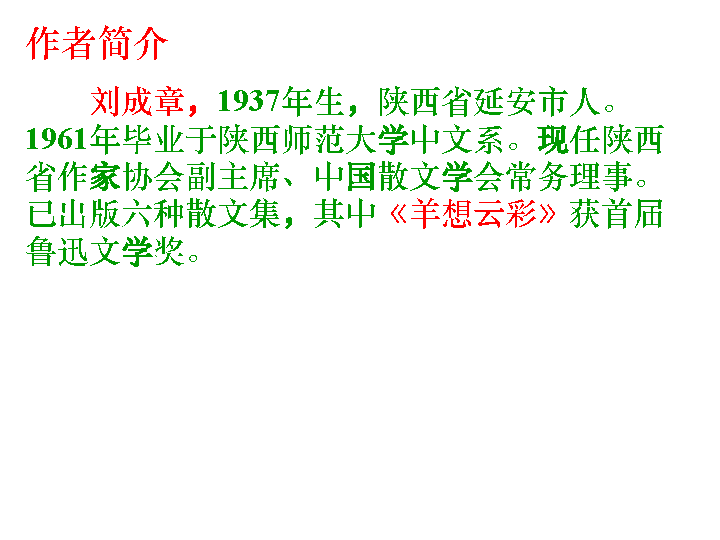 作者简介
刘成章，1937年生，陕西省延安市人。
1961年毕业于陕西师范大学中文系。现任陕西
省作家协会副主席、中国散文学会常务理事。
已出版六种散文集，其中《羊想云彩》获首届
鲁迅文学奖。